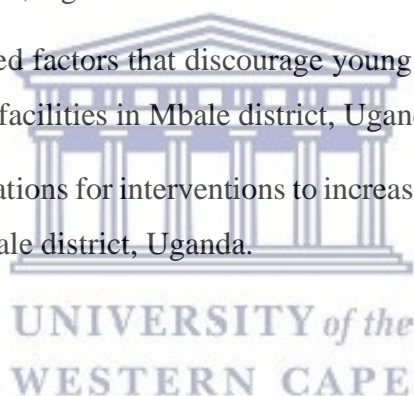 ed factors that discourage young
facilities in Mbale district, Ugand
ations for interventions to increas
ale district, Uganda.
UNIVERSITY of the
WESTERN CAPE